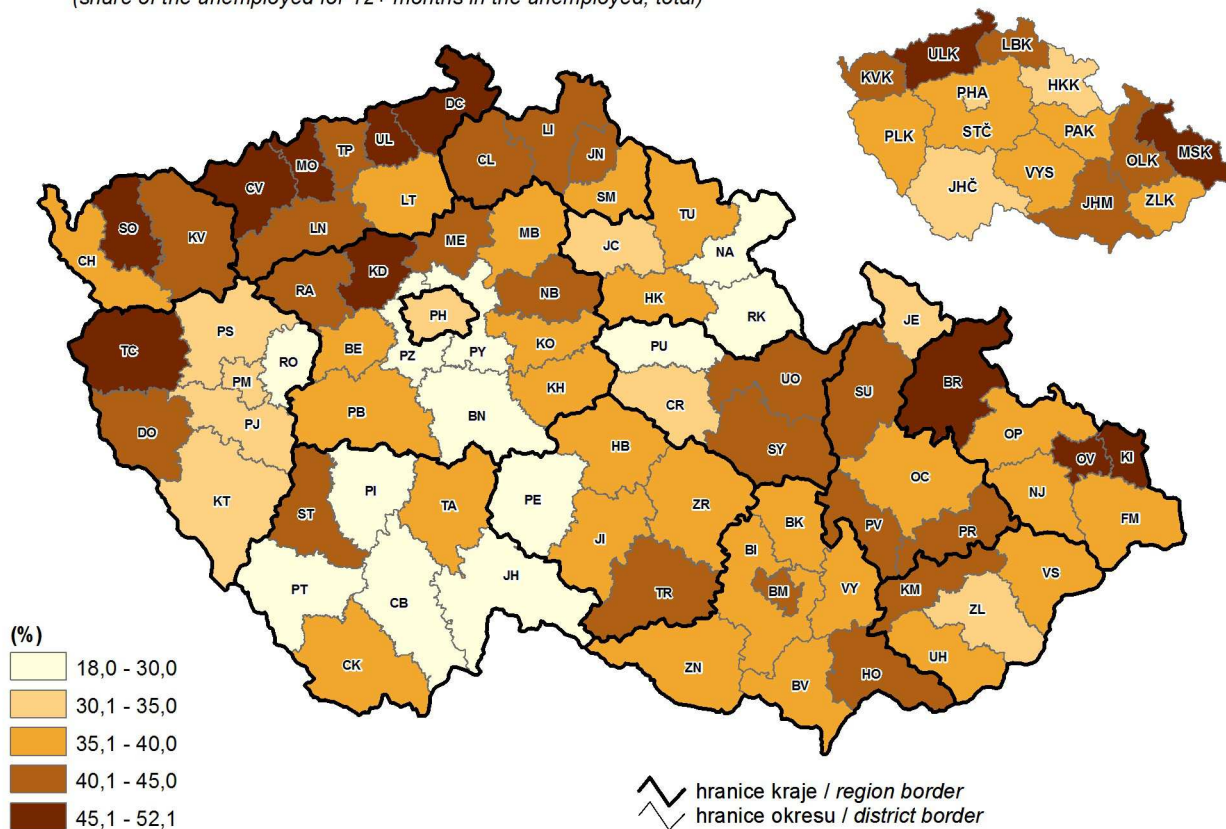 (share of the unemployed for 12+ months in the unemployed, total)
ULK
LBK
KVK
HKK
PHA
PLK
STČ
PAK
MSK
OLK
VYS
JHČ
JHM
ZLK
DC
UL
LI
TP
MO
CL
JN
CV
LT
SM
SO
KV
LN
TU
ME
MB
JC
NA
CH
KD
RA
NB
HK
PH
RK
JE
PS
TC
RO
BE
PZ
PY
KO
PU
UO
SU
BR
PM
KH
PB
BN
CR
PJ
DO
OP
SY
HB
OV
KI
OC
PI
KT
ST
TA
PE
ZR
NJ
FM
BK
PV
PR
JI
BI
VS
JH
PT
TR
BM
VY
KM
CB
ZL
UH
CK
ZN
BV
HO
(%)
18,0 - 30,0
30,1 - 35,0
35,1 - 40,0
40,1 - 45,0
45,1 - 52,1
hranice kraje / region border
hranice okresu / district border